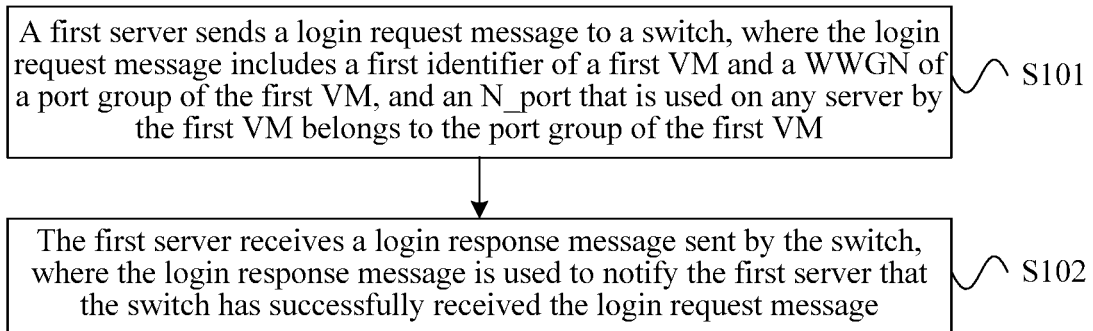 A first server sends a login request message to a switch, where the login
request message includes a first identifier of a first VM and a WWGN of
a port group of the first VM, and an N_port that is used on any server by
the first VM belongs to the port group of the first VM
S101
The first server receives a login response message sent by the switch,
where the login response message is used to notify the first server that
the switch has successfully received the login request message
S102